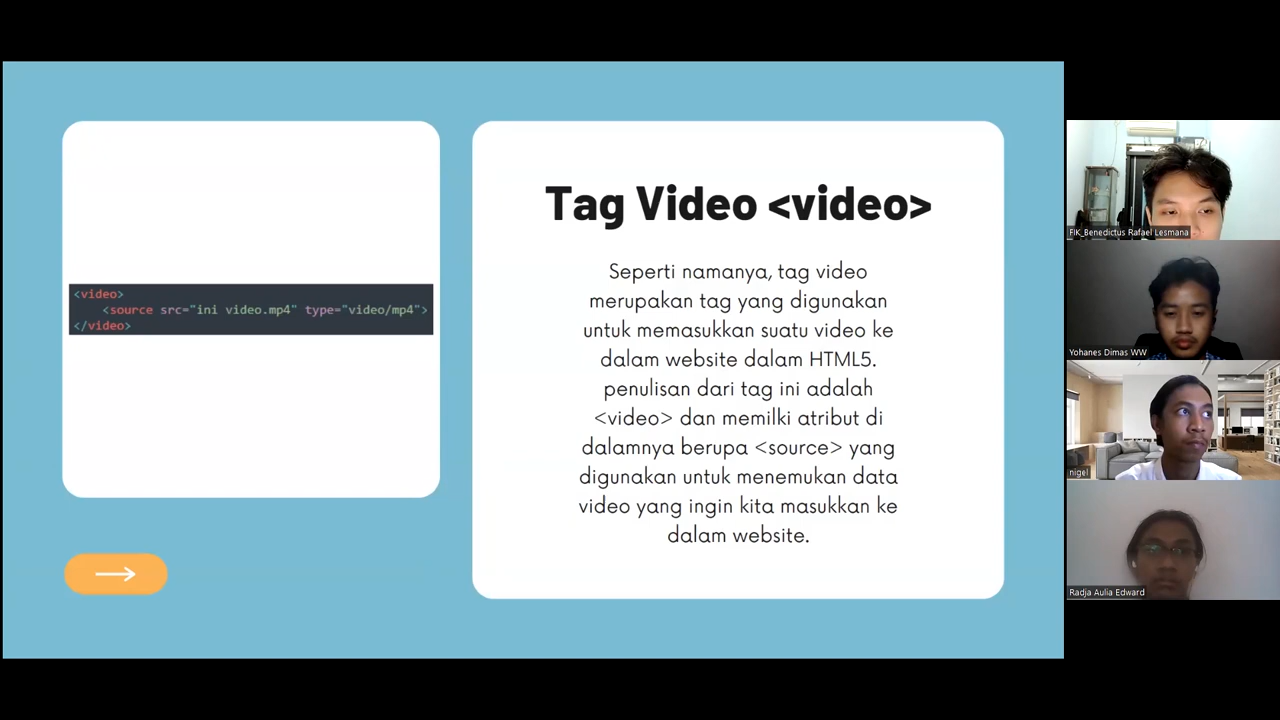 <video>
<source src="ini video.mp4" type="video/mp4">
</video>
Tag Video <video>
Seperti namanya, tag video
merupakan tag yang digunakan
untuk memasukkan suatu video ke
dalam website dalam HTML5.
penulisan dari tag ini adalah
<video> dan memilki atribut di
dalamnya berupa <source> yang
digunakan untuk menemukan data
video yang ingin kita masukkan ke
dalam website.
FIK_Benedictus Rafael Lesmana
Yohanes Dimas WW
nigel
Radja Aulia Edward